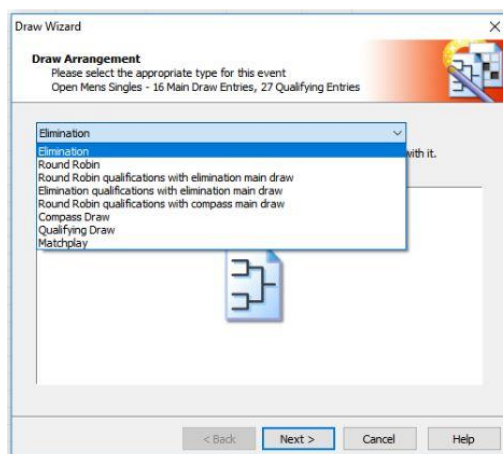 Draw Wizard
Draw Arrangement
Please select the appropriate type for this event
Open Mens Singles - 16 Main Draw Entries, 27 Qualifying Entries
Elimination
with it.
Elimination
Round Robin
Round Robin qualifications with elimination main draw
Elimination qualifications with elimination main draw
Round Robin qualifications with compass main draw
Compass Draw
Qualifying Draw
Matchplay
< Back Next > Cancel Help